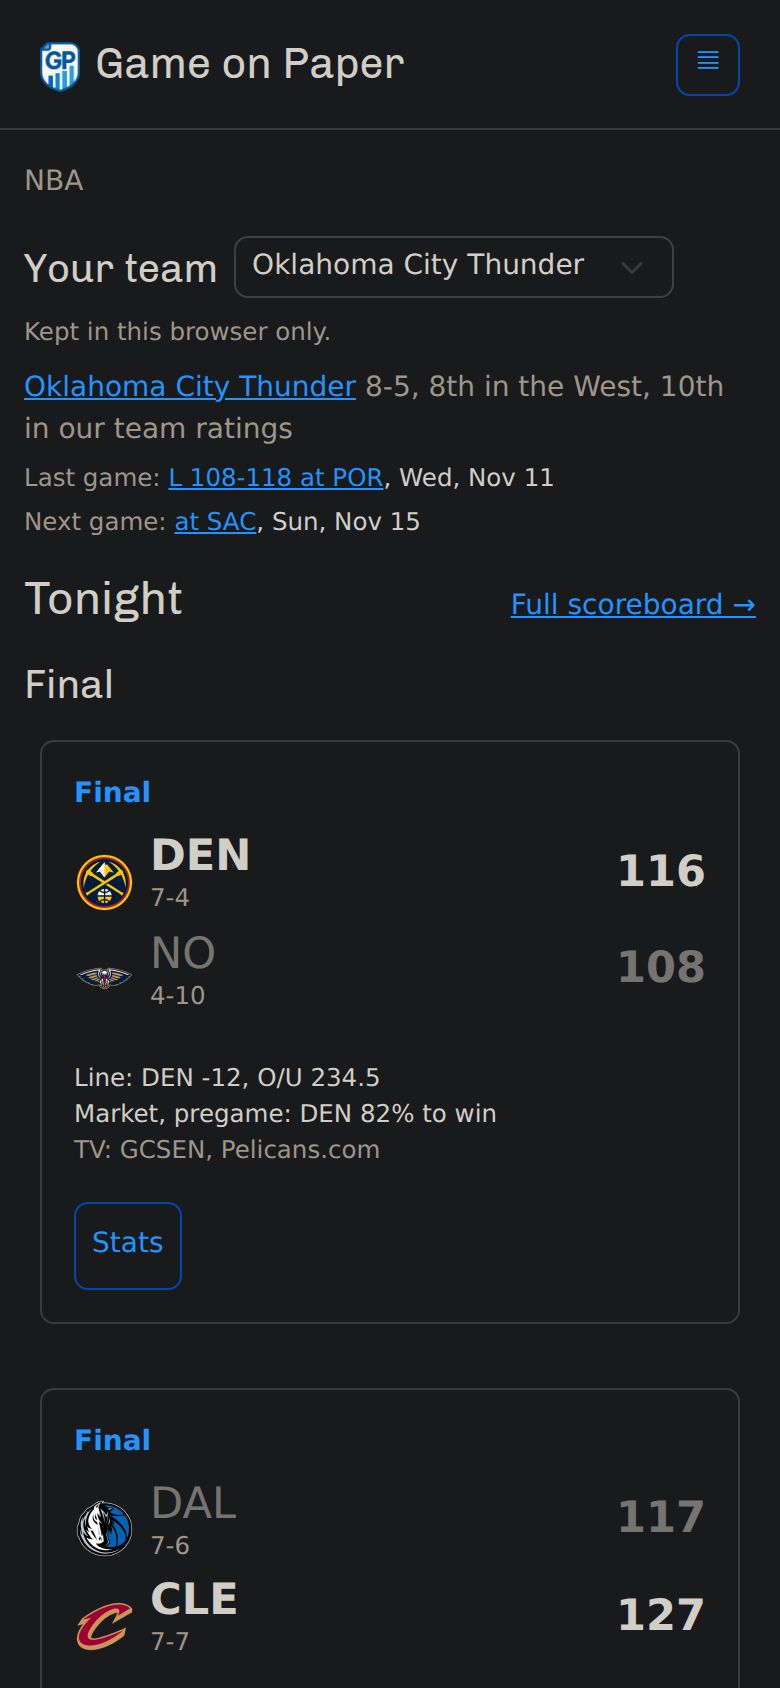 GP Game on Paper
NBA
Your team
Oklahoma City Thunder
Kept in this browser only.
Oklahoma City Thunder 8-5, 8th in the West, 10th
in our team ratings
Last game: L 108-118 at POR, Wed, Nov 11
Next game: at SAC, Sun, Nov 15
Tonight
Full scoreboard →
Final
Final
DEN
116
7-4
NO
108
4-10
Line: DEN -12, O/U 234.5
Market, pregame: DEN 82% to win
TV: GCSEN, Pelicans.com
Stats
Final
DAL
117
7-6
CLE
127
7-7